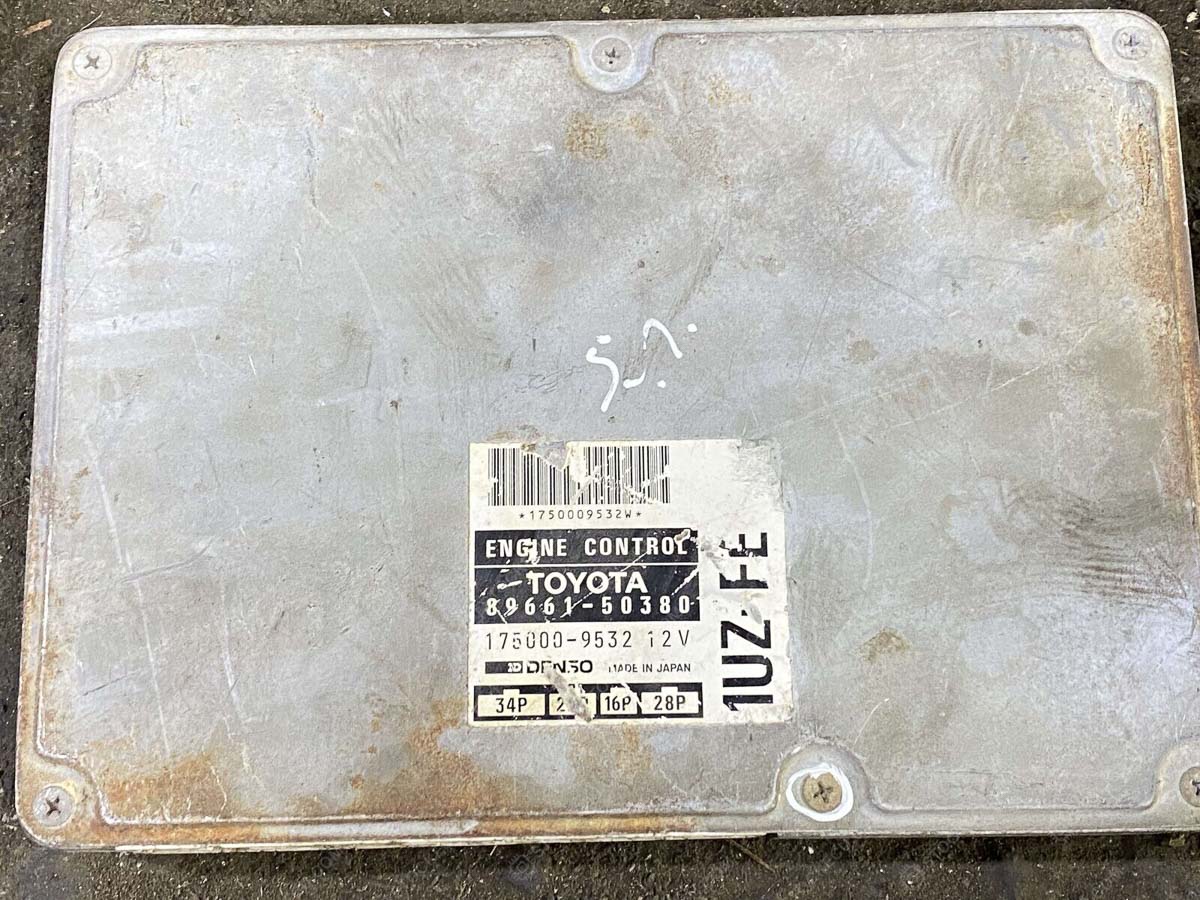 *1750009532W*
ENGINE CONTROL
TOYOTA
89661-50380
175000-9532 12V
DENSO MADE IN JAPAN
34P 16P 28P
1UZ-FE